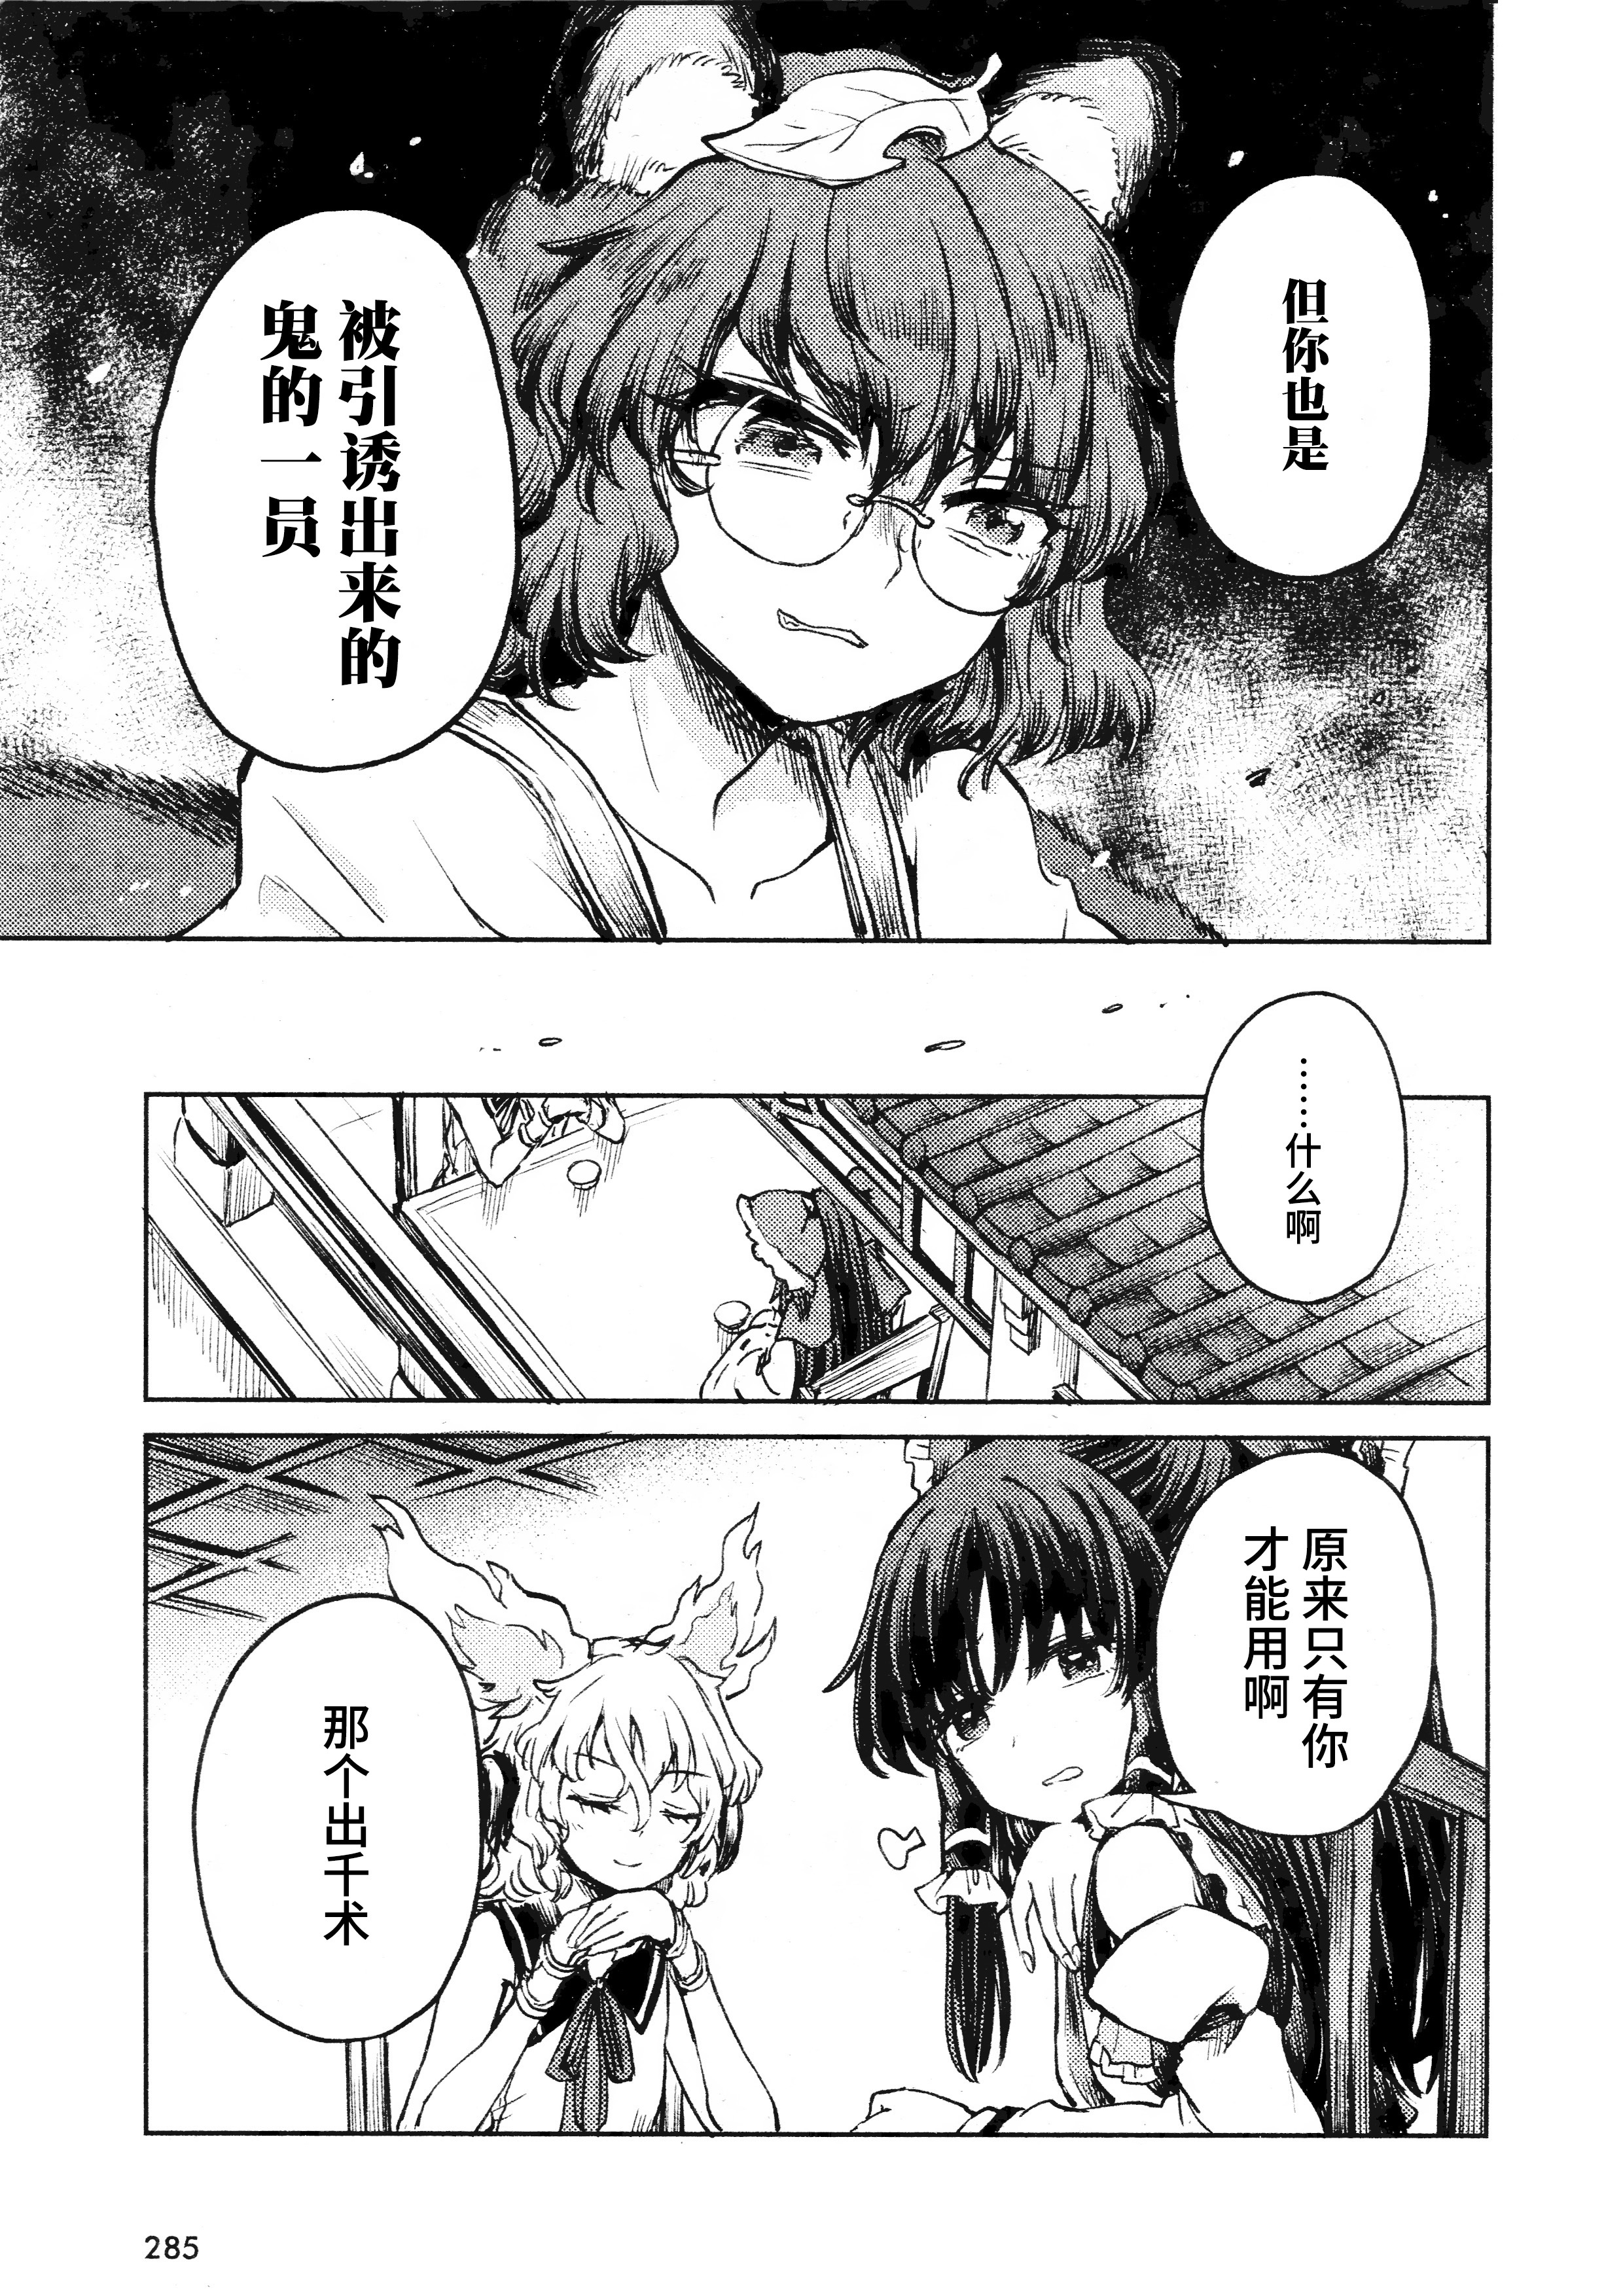 但你也是
被引诱出来的
鬼的一员
……什么啊
原来只有你
才能用啊
那个出千术
285